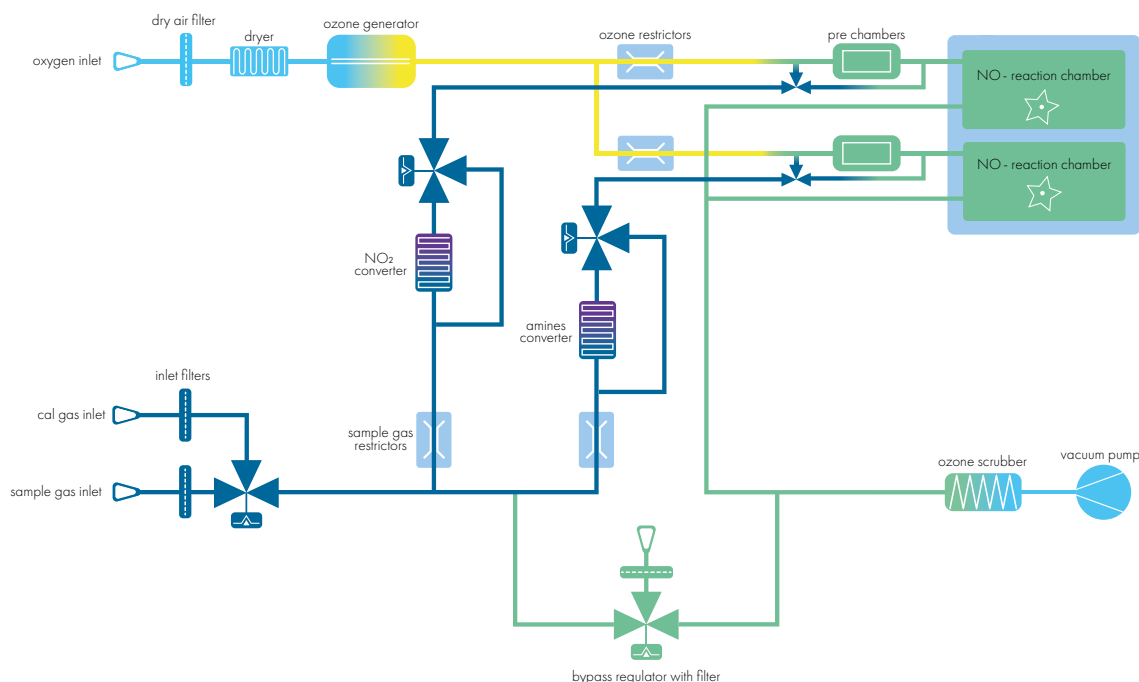 dry air filter
ozone generator
dryer
ozone restrictors
pre chambers
oxygen inlet
NO - reaction chamber
NO - reaction chamber
NO₂
converter
amines
converter
inlet filters
cal gas inlet
sample gas
restrictors
sample gas inlet
ozone scrubber
vacuum pump
bypass regulator with filter